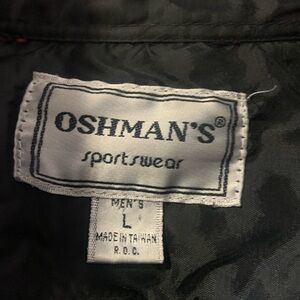 OSHMAN'S®
sportswear
MEN'S
L
MADE IN TAIWAN
R.O.C.